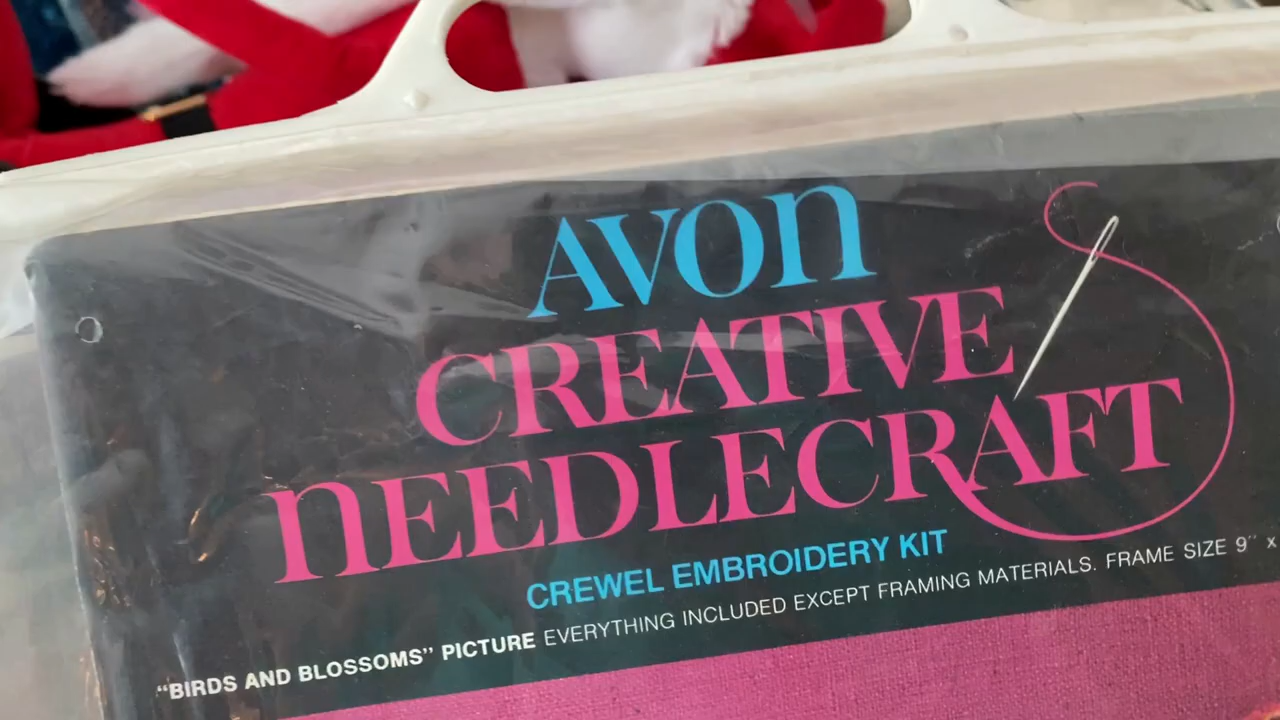 AVON
CREATIVE
NEEDLECRAFT
CREWEL EMBROIDERY KIT
“BIRDS AND BLOSSOMS” PICTURE EVERYTHING INCLUDED EXCEPT FRAMING MATERIALS. FRAME SIZE 9″ x